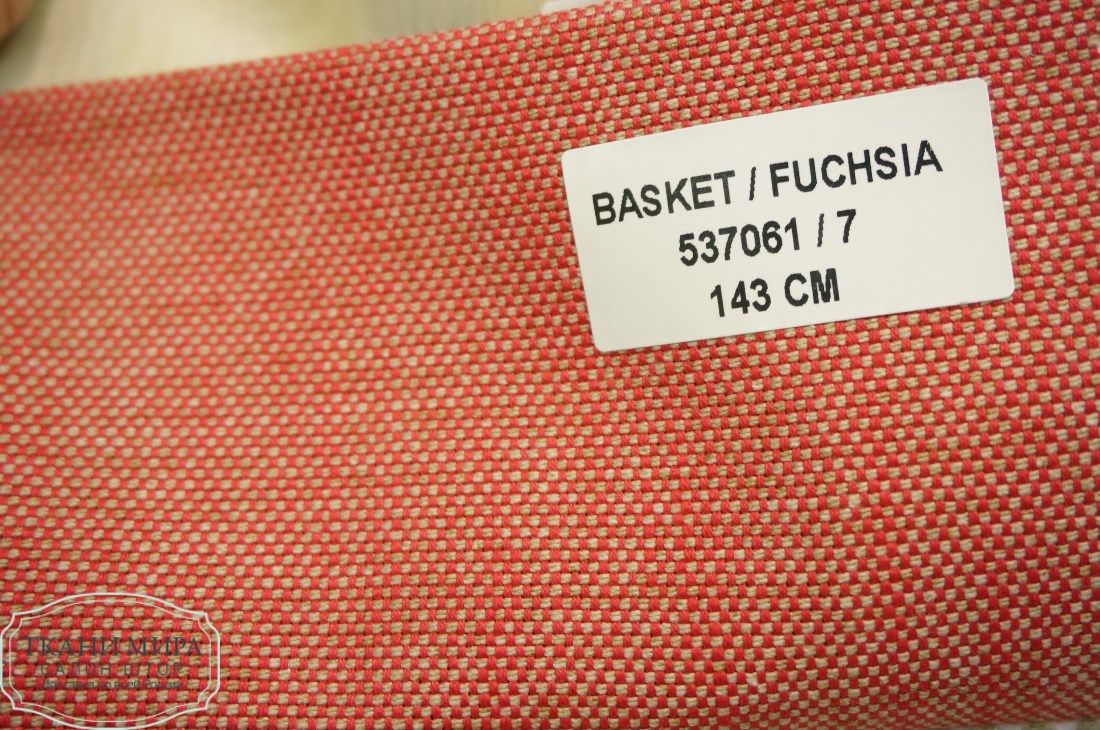 BASKET / FUCHSIA
537061 / 7
143 CM
ТКАНИ МИРА
САЛОН ШТОР